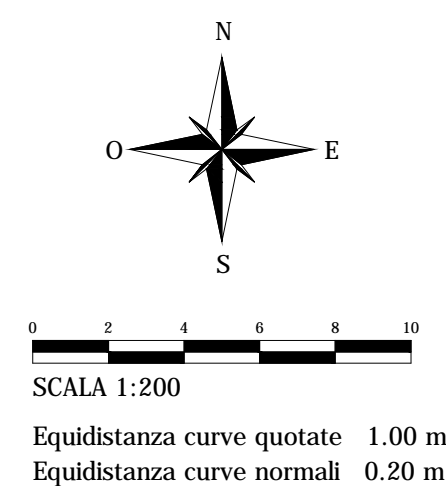 N
O E
S
0 2 4 6 8 10
SCALA 1:200
Equidistanza curve quotate 1.00 m
Equidistanza curve normali 0.20 m